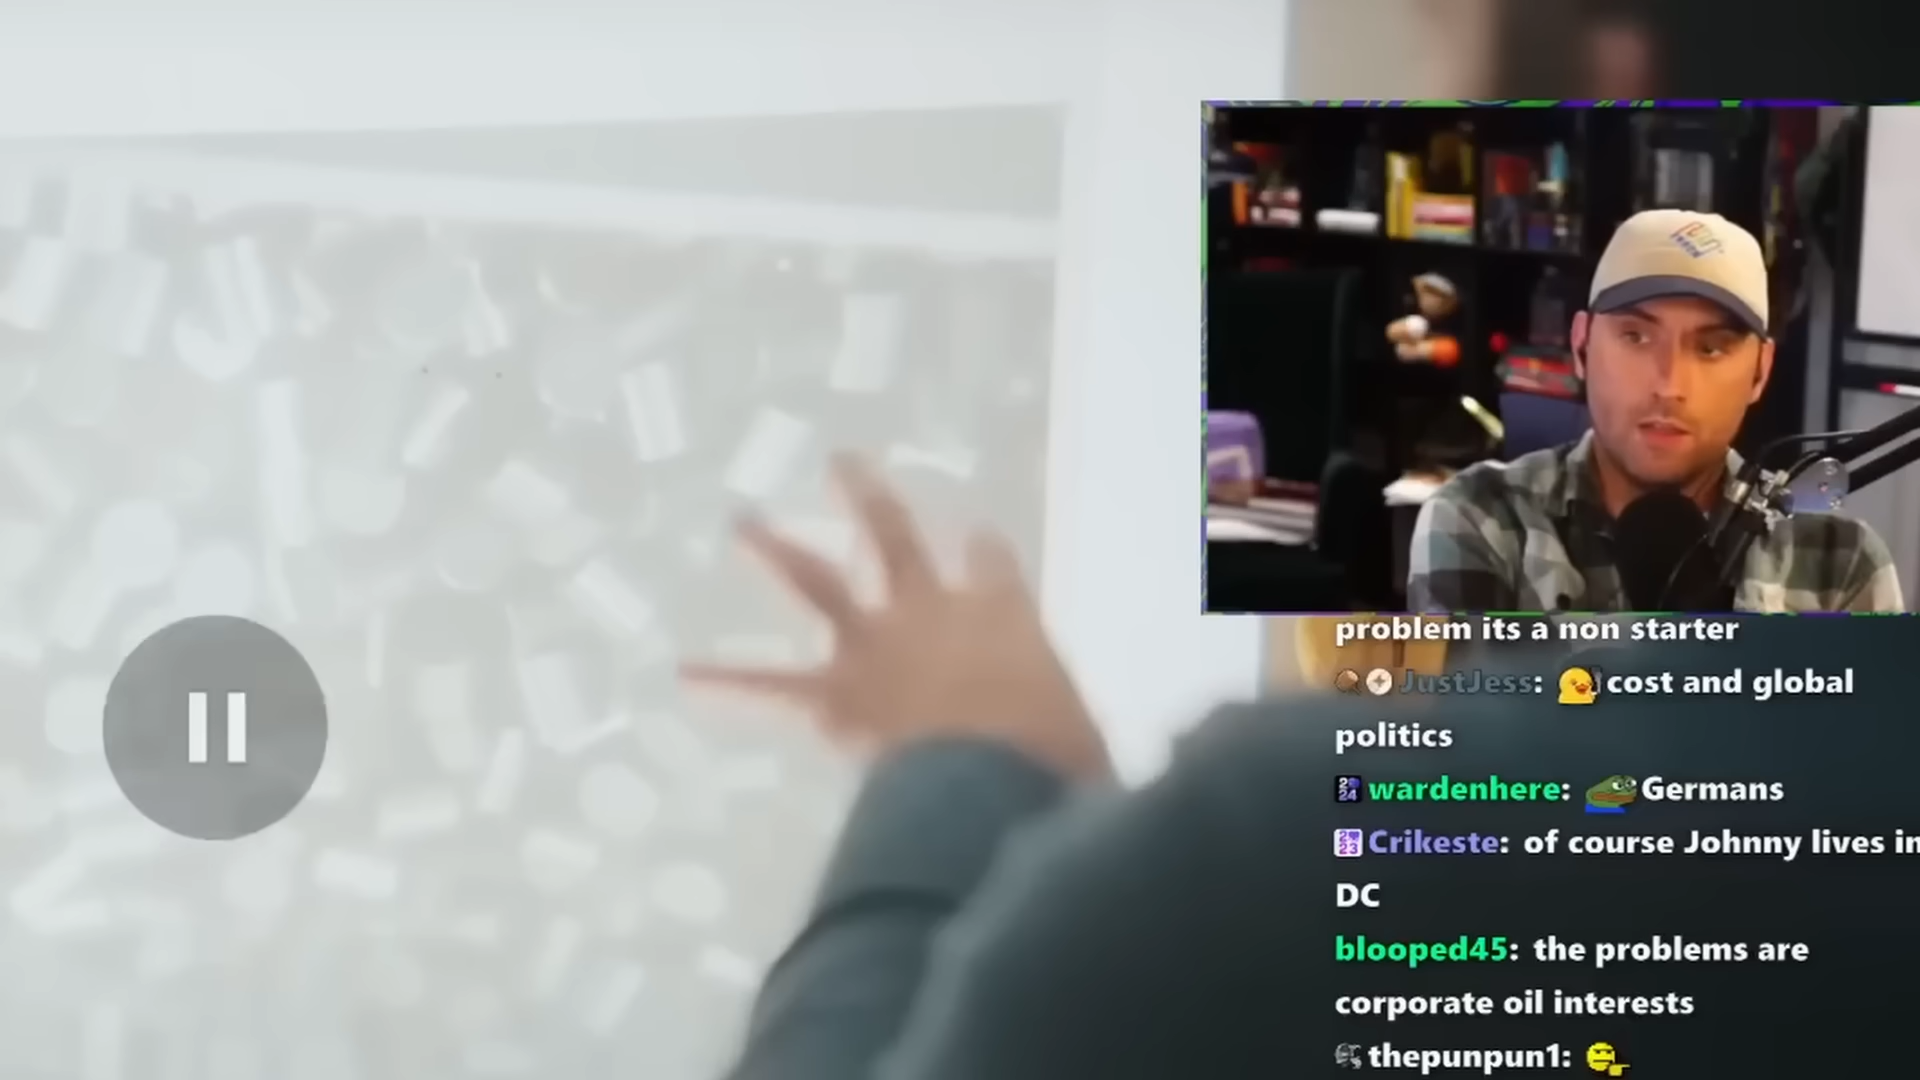 problem its a non starter
JustJess: cost and global
politics
wardenhere: Germans
Crikeste: of course Johnny lives in
DC
blooped45: the problems are
corporate oil interests
thepunpun1: